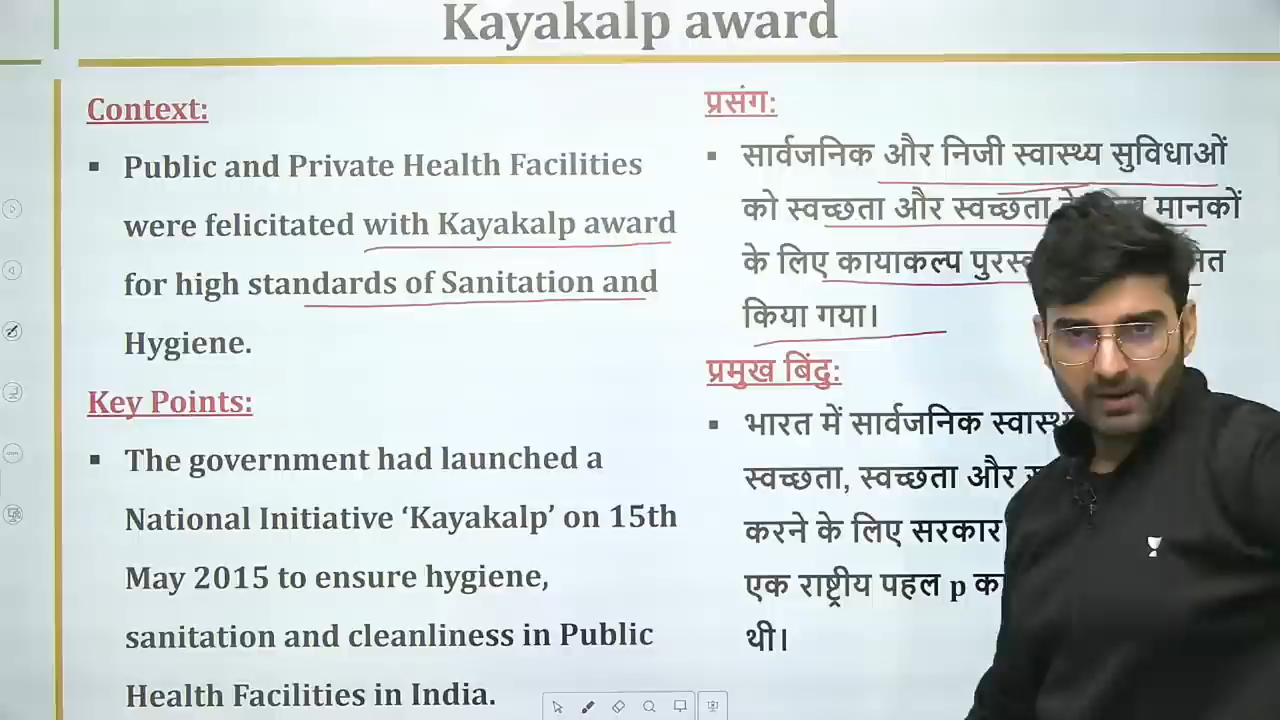 Kayakalp award
Context:
▪ Public and Private Health Facilities
were felicitated with Kayakalp award
for high standards of Sanitation and
Hygiene.
Key Points:
▪ The government had launched a
National Initiative ‘Kayakalp’ on 15th
May 2015 to ensure hygiene,
sanitation and cleanliness in Public
Health Facilities in India.
प्रसंग:
▪ सार्वजनिक और निजी स्वास्थ्य सुविधाओं
को स्वच्छता और स्वच्छता मानकों
के लिए कायाकल्प
किया गया।
प्रमुख बिंदु:
▪ भारत में सार्वजनिक
स्वच्छता, स्वच्छता और
करने के लिए सरकार
एक राष्ट्रीय पहल p
थी।